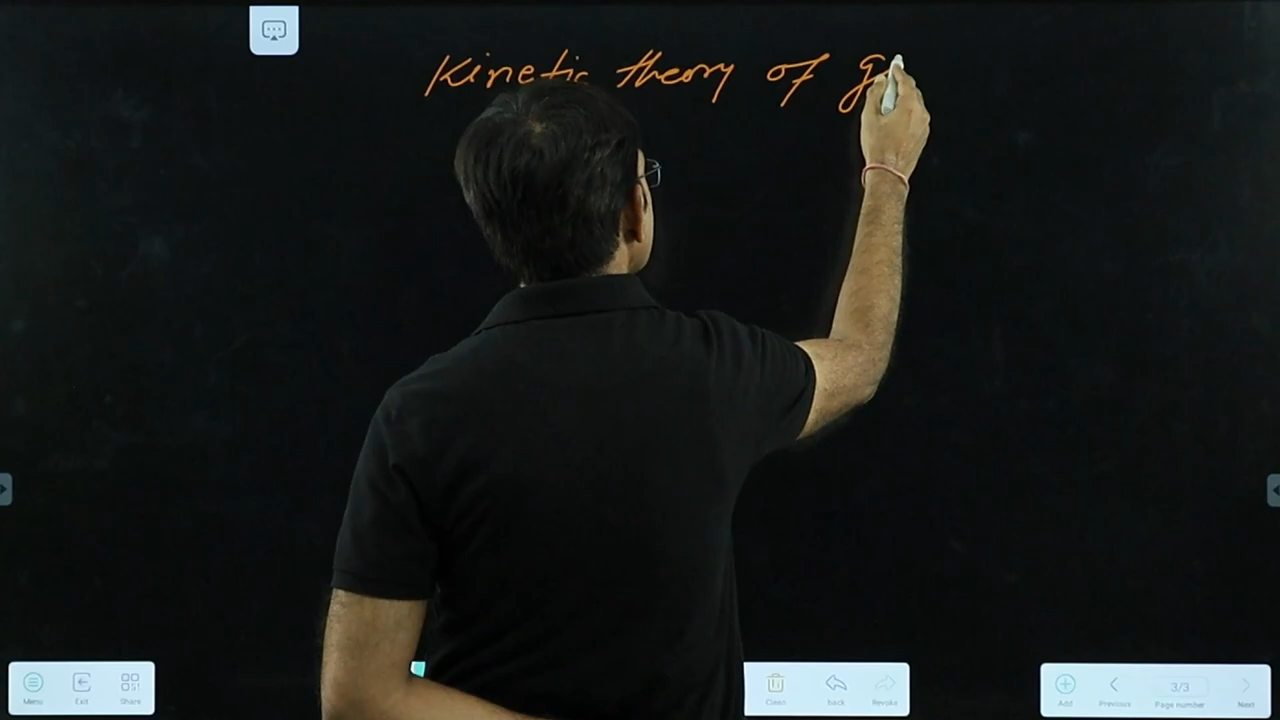 Kinetic theory of g
Menu
Exit
Share
Clean
back
Revoke
Add
Previous
3/3
Page number
Next